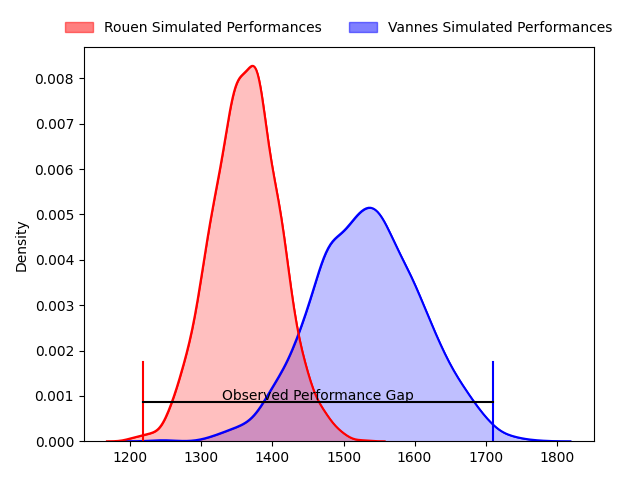 Rouen Simulated Performances Vannes Simulated Performances
0.008
0.007
0.006
0.005
0.004
0.003
0.002
0.001
0.000
Density
Observed Performance Gap
1200 1300 1400 1500 1600 1700 1800